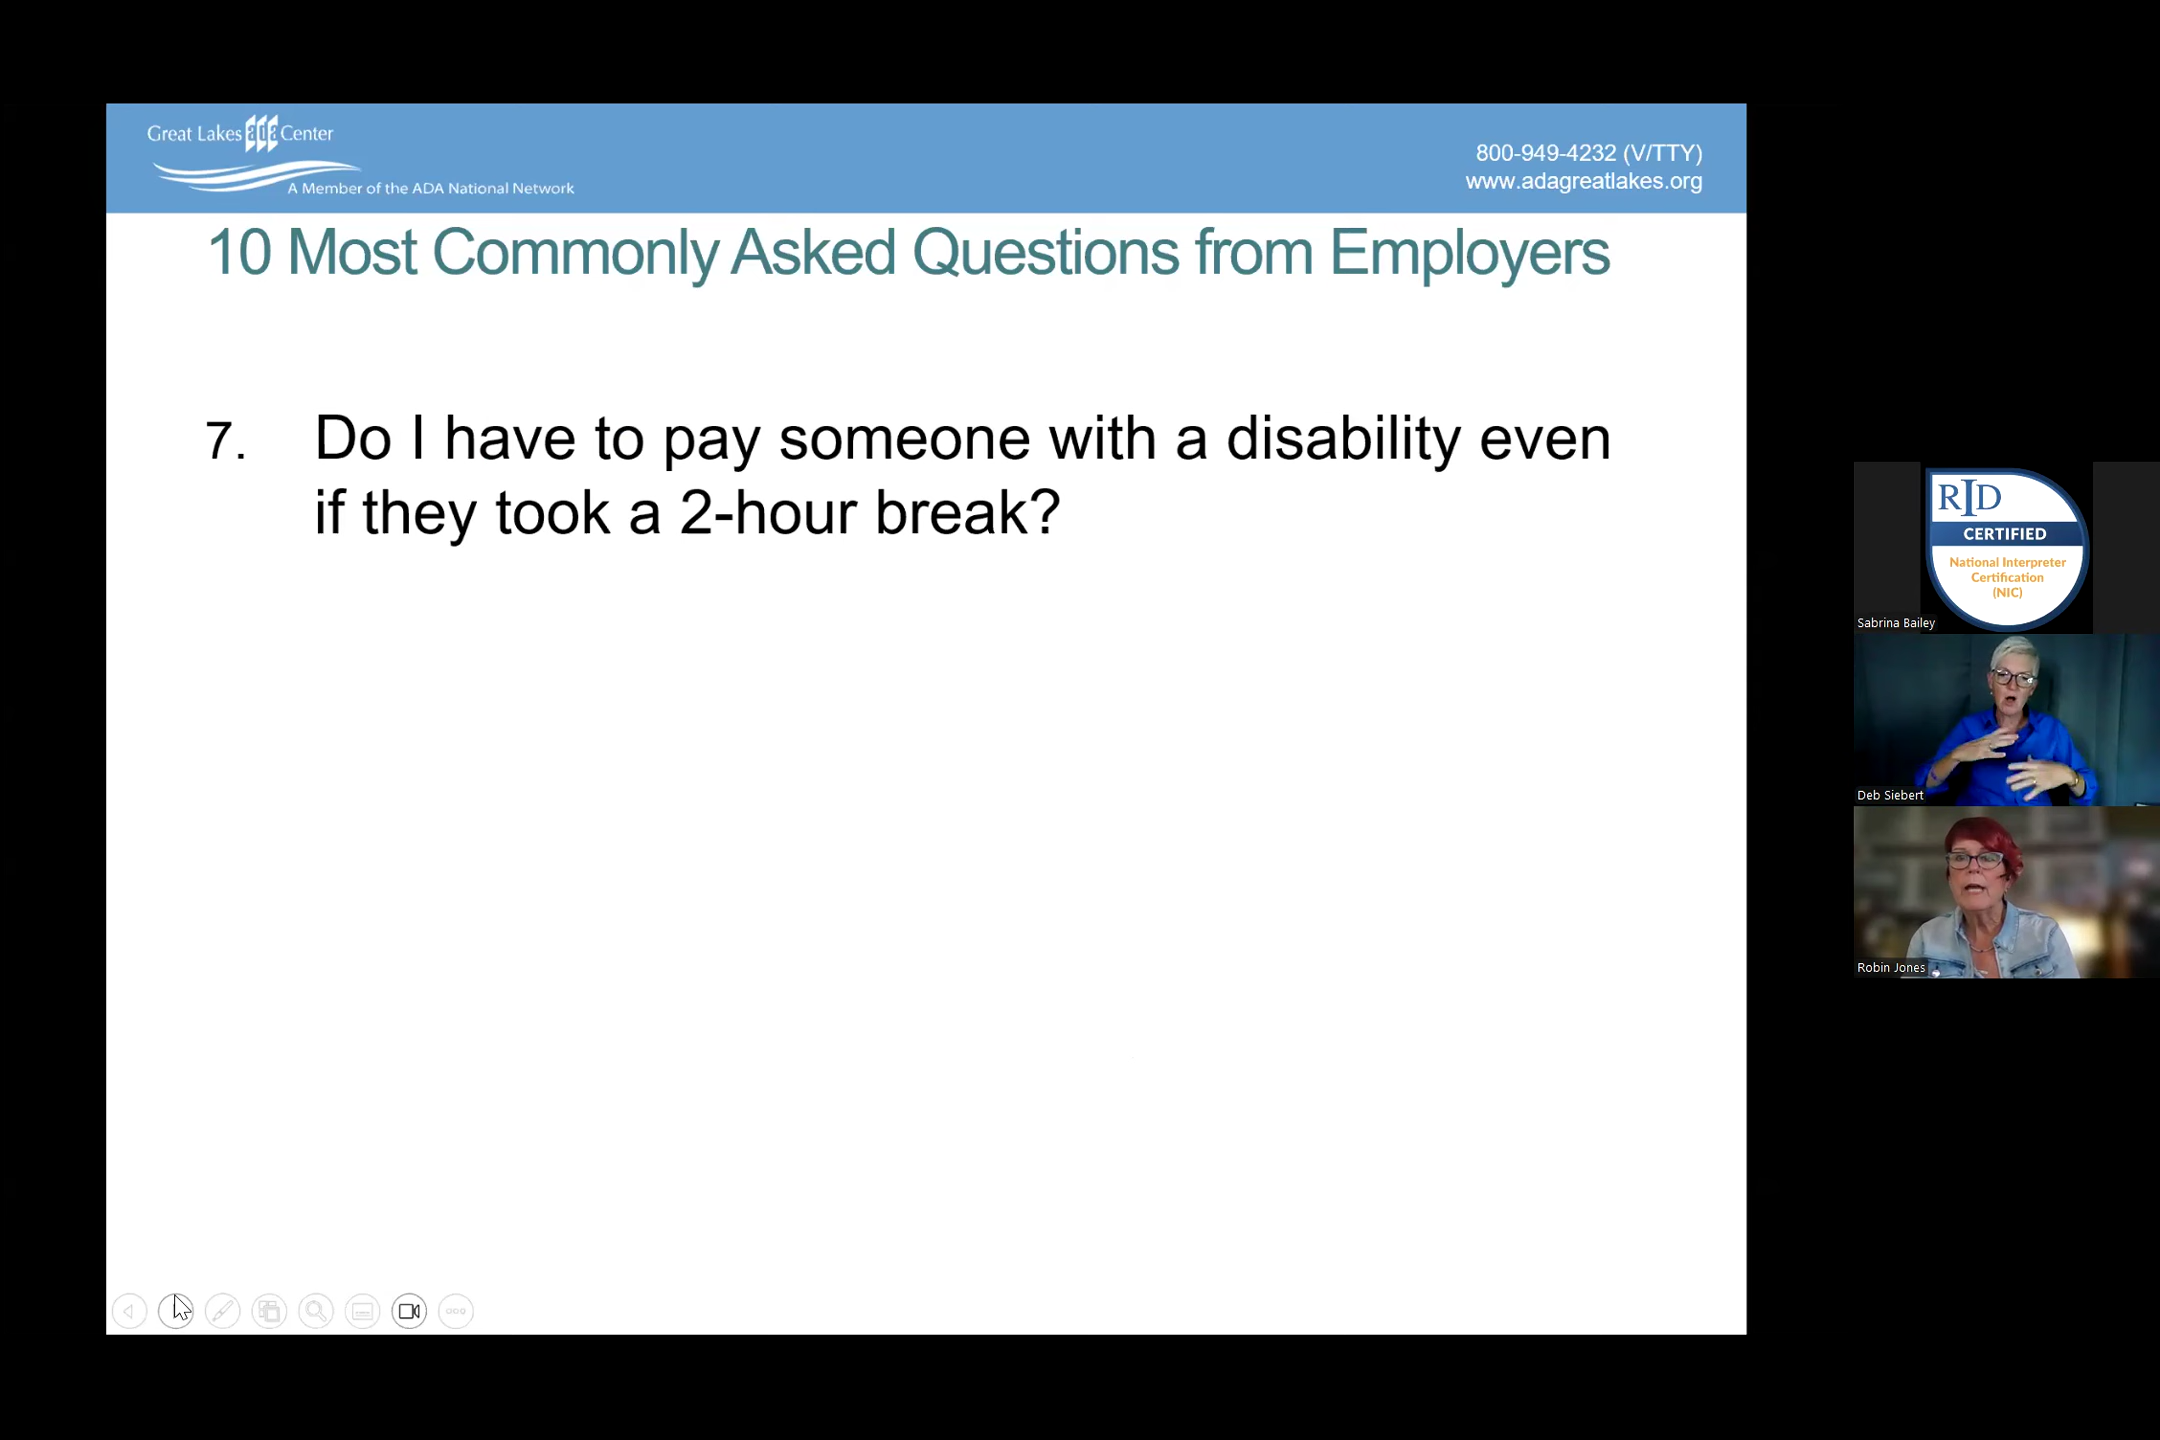 Great Lakes ada Center
A Member of the ADA National Network
800-949-4232 (V/TTY)
www.adagreatlakes.org
10 Most Commonly Asked Questions from Employers
7. Do I have to pay someone with a disability even
if they took a 2-hour break?
RID
CERTIFIED
National Interpreter
Certification
(NIC)
Sabrina Bailey
Deb Siebert
Robin Jones